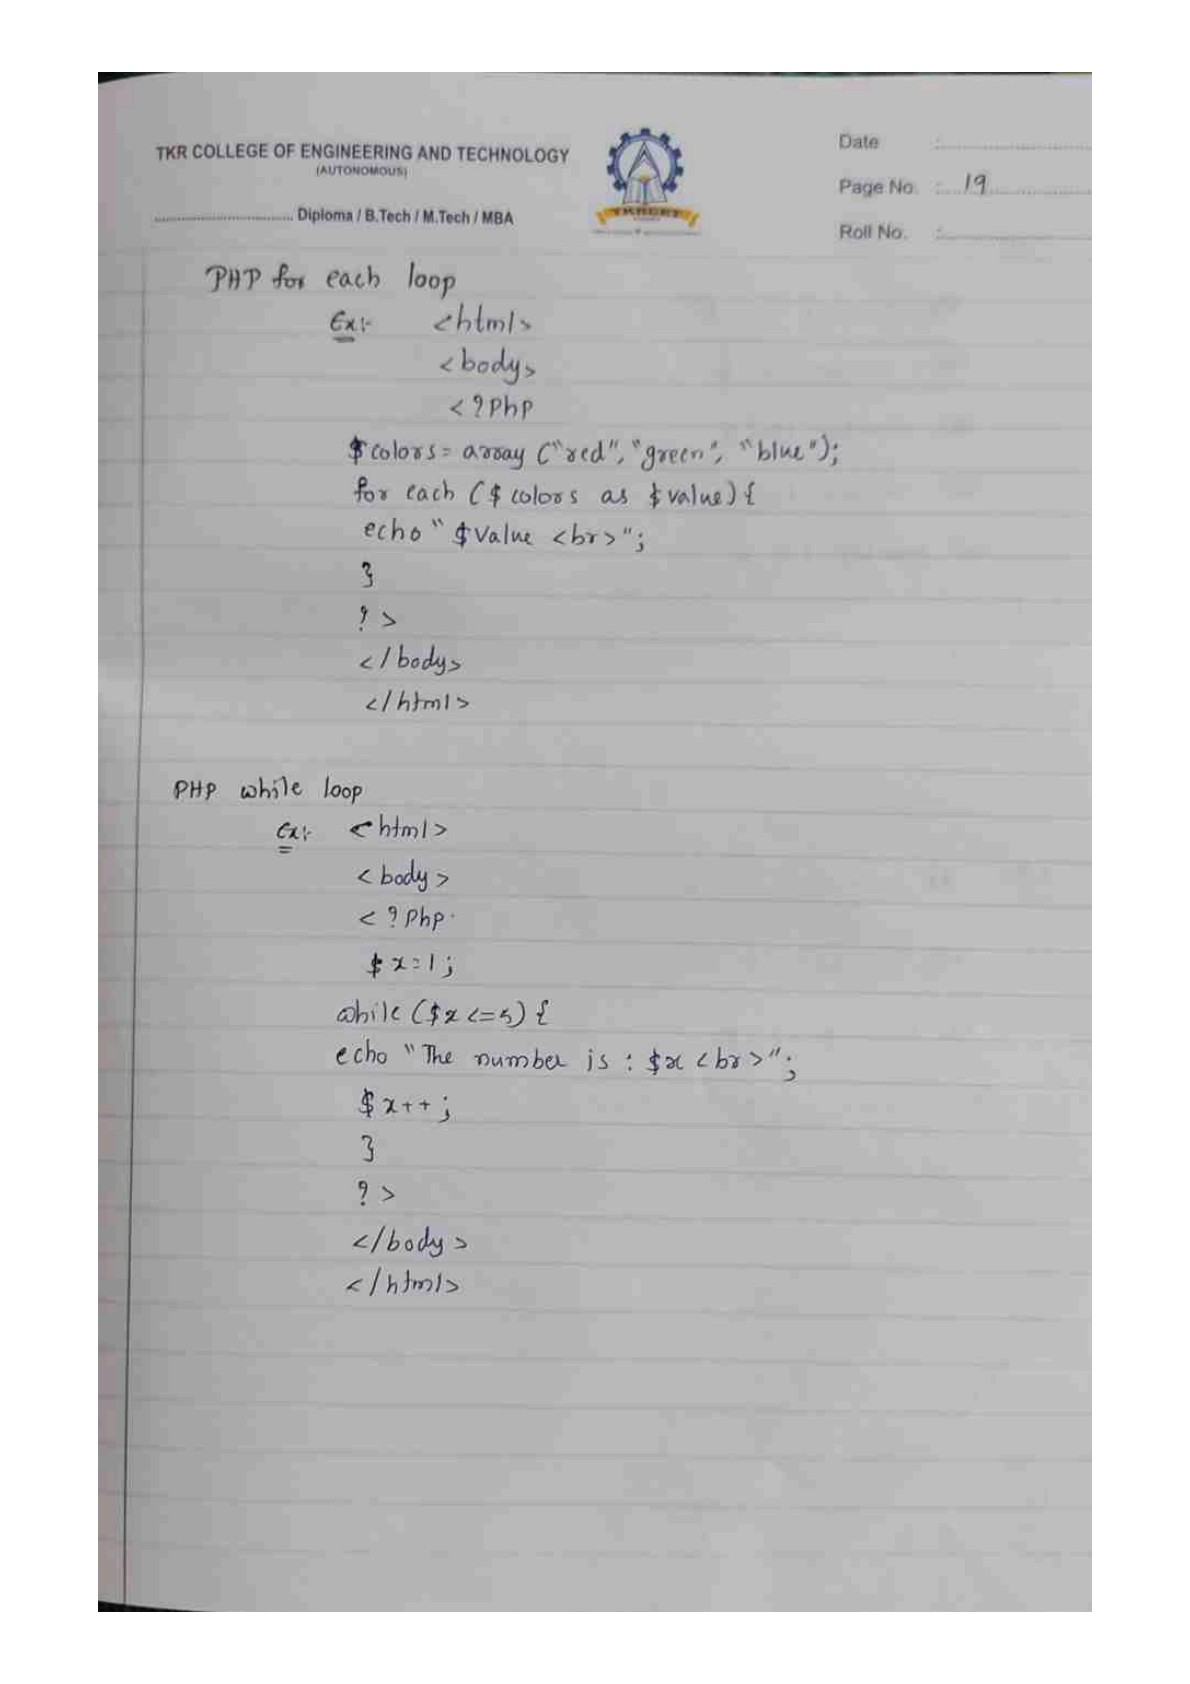 TKR COLLEGE OF ENGINEERING AND TECHNOLOGY
(AUTONOMOUS)
Diploma / B.Tech / M.Tech / MBA
TKRCET
Date :
Page No. : 19
Roll No. :
PHP for each loop
Ex:- <html>
<body>
<?php
$colors = array ("red", "green", "blue");
for each ($ colors as $value) {
echo " $value <br>";
}
? >
</body>
</html>
PHP while loop
Ex:- <html>
<body>
<?php
$x=1;
while ($x <=5) {
echo "The number is : $x <br>";
$x++;
}
? >
</body>
</html>